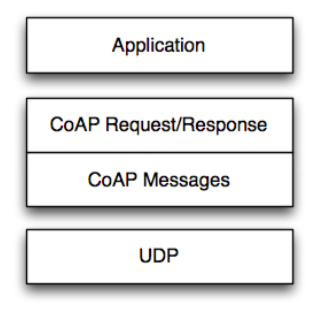 Application
CoAP Request/Response
CoAP Messages
UDP